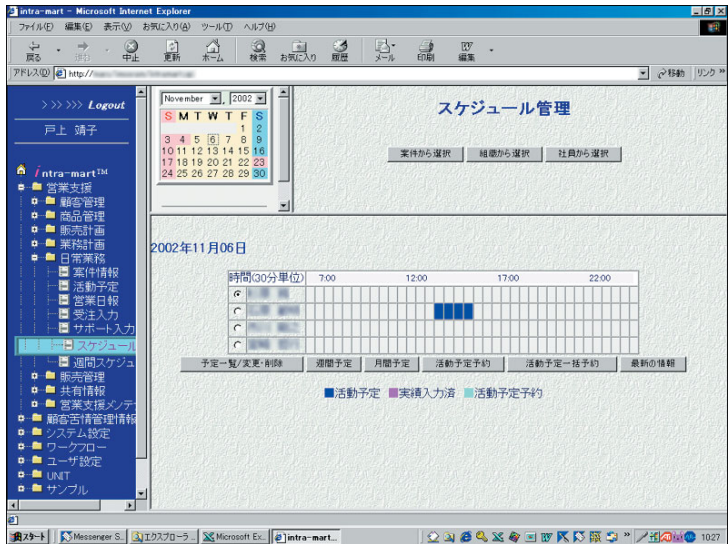 intra-mart - Microsoft Internet Explorer
ファイル(F) 編集(E) 表示(V) お気に入り(A) ツール(T) ヘルプ(H)
戻る 進む 中止 更新 ホーム 検索 お気に入り 履歴 メール 印刷 編集
アドレス(D) http:// 移動 リンク »
>>>>> Logout
戸上 靖子
intra-mart™
営業支援
顧客管理
商品管理
販売計画
業務計画
日常業務
案件情報
活動予定
営業日報
受注入力
サポート入力
スケジュール
週間スケジュ
販売管理
共有情報
営業支援メンテ
顧客苦情管理情報
システム設定
ワークフロー
ユーザ設定
UNIT
サンプル
November , 2002
S M T W T F S
1 2
3 4 5 6 7 8 9
10 11 12 13 14 15 16
17 18 19 20 21 22 23
24 25 26 27 28 29 30
スケジュール管理
案件から選択 組織から選択 社員から選択
2002年11月06日
時間(30分単位) 7:00 12:00 17:00 22:00
予定一覧/変更・削除 週間予定 月間予定 活動予定予約 活動予定一括予約 最新の情報
■活動予定 ■実績入力済 ■活動予定予約
スタート Messenger S... エクスプローラ... Microsoft Ex... intra-mart... » 10:27